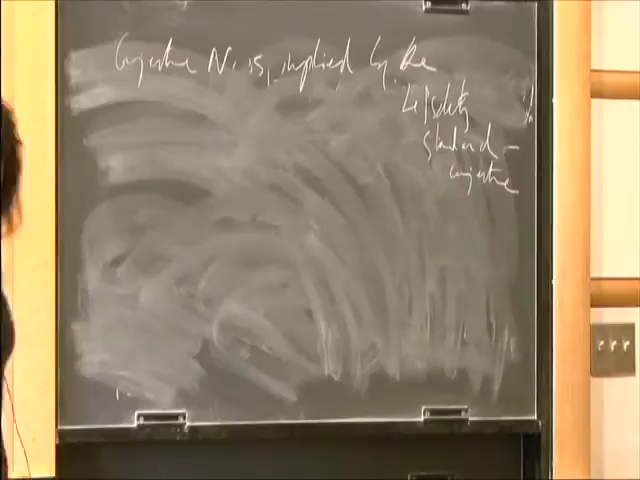 Conjecture N. is implied by the
Lefschetz
standard -
conjecture